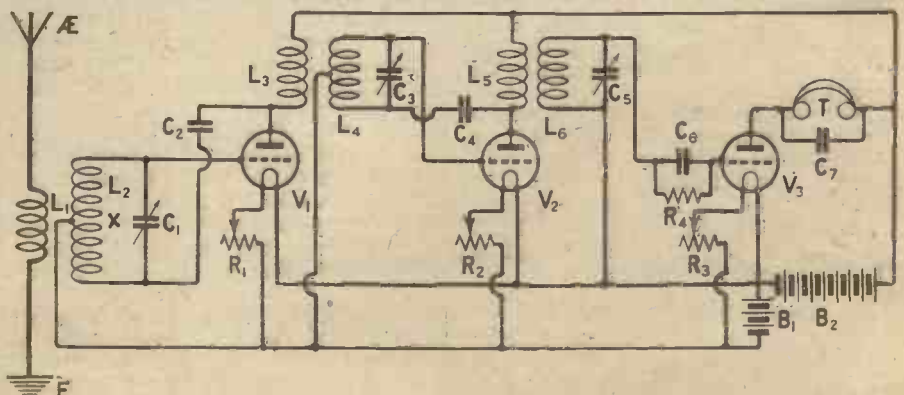 Æ
L₃
L₄
C₃
L₅
L₆
C₅
T
C₂
C₄
C₆
C₇
L₁
L₂
X
C₁
V₁
V₂
V₃
R₄
R₁
R₂
R₃
B₁
B₂
E